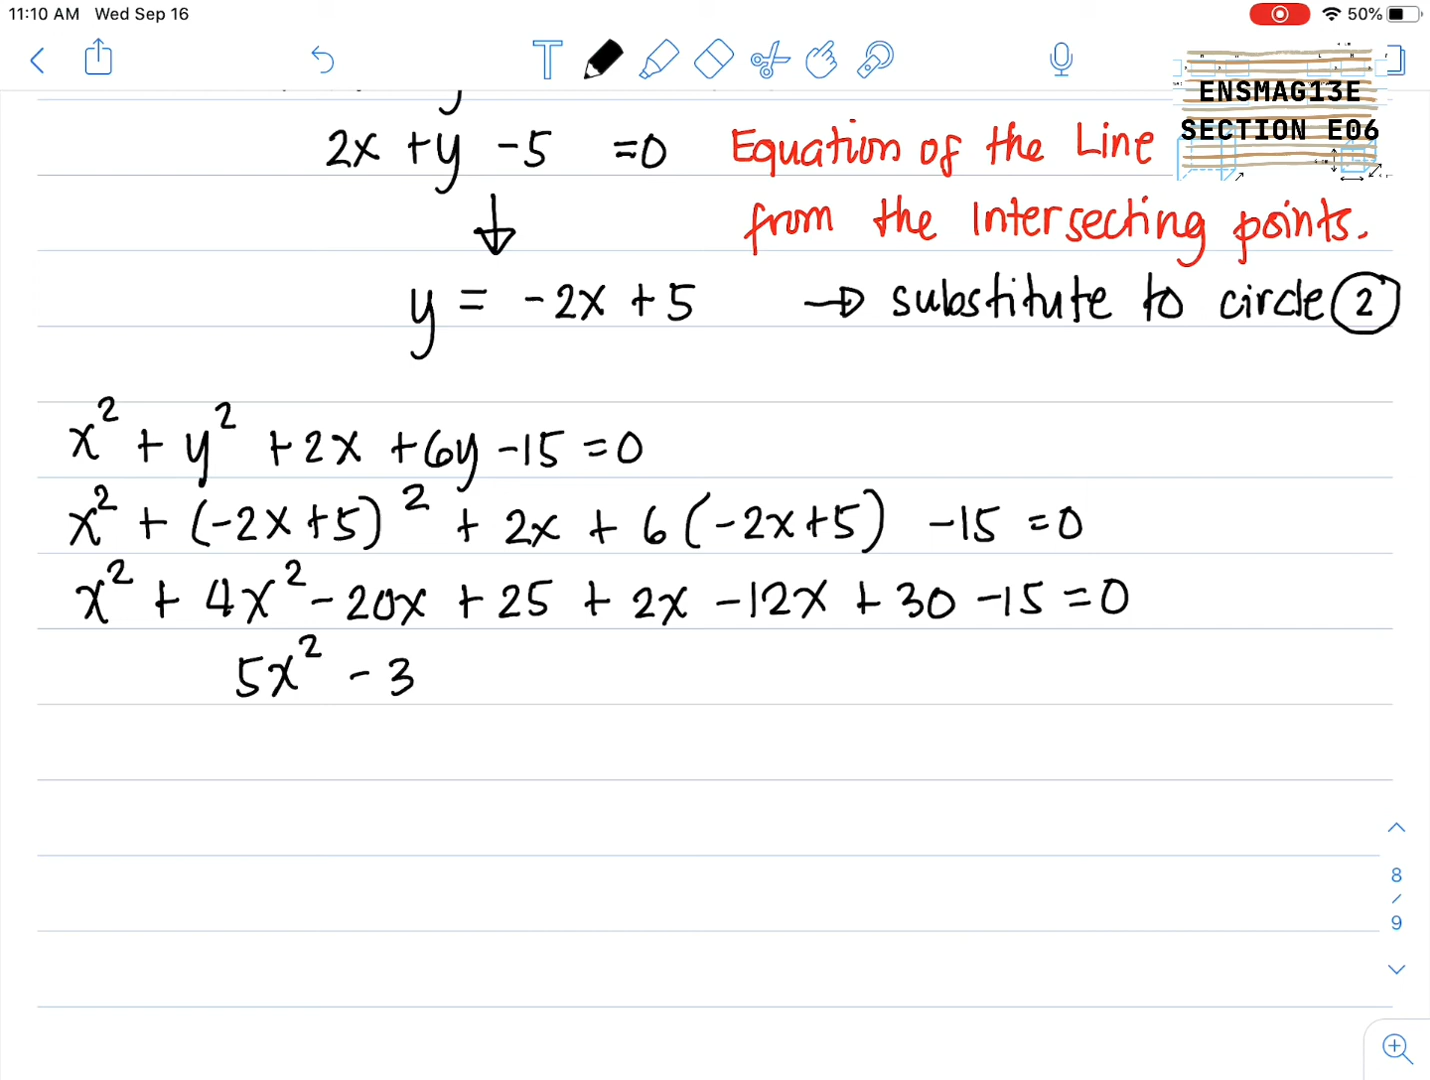 11:10 AM Wed Sep 16
50%
T
ENSMAG13E
SECTION E06
2x + y - 5 = 0 Equation of the Line
from the Intersecting points.
y = -2x + 5 → substitute to circle 2
x² + y² + 2x + 6y - 15 = 0
x² + (-2x + 5)² + 2x + 6(-2x + 5) - 15 = 0
x² + 4x² - 20x + 25 + 2x - 12x + 30 - 15 = 0
5x² - 3
8
/
9